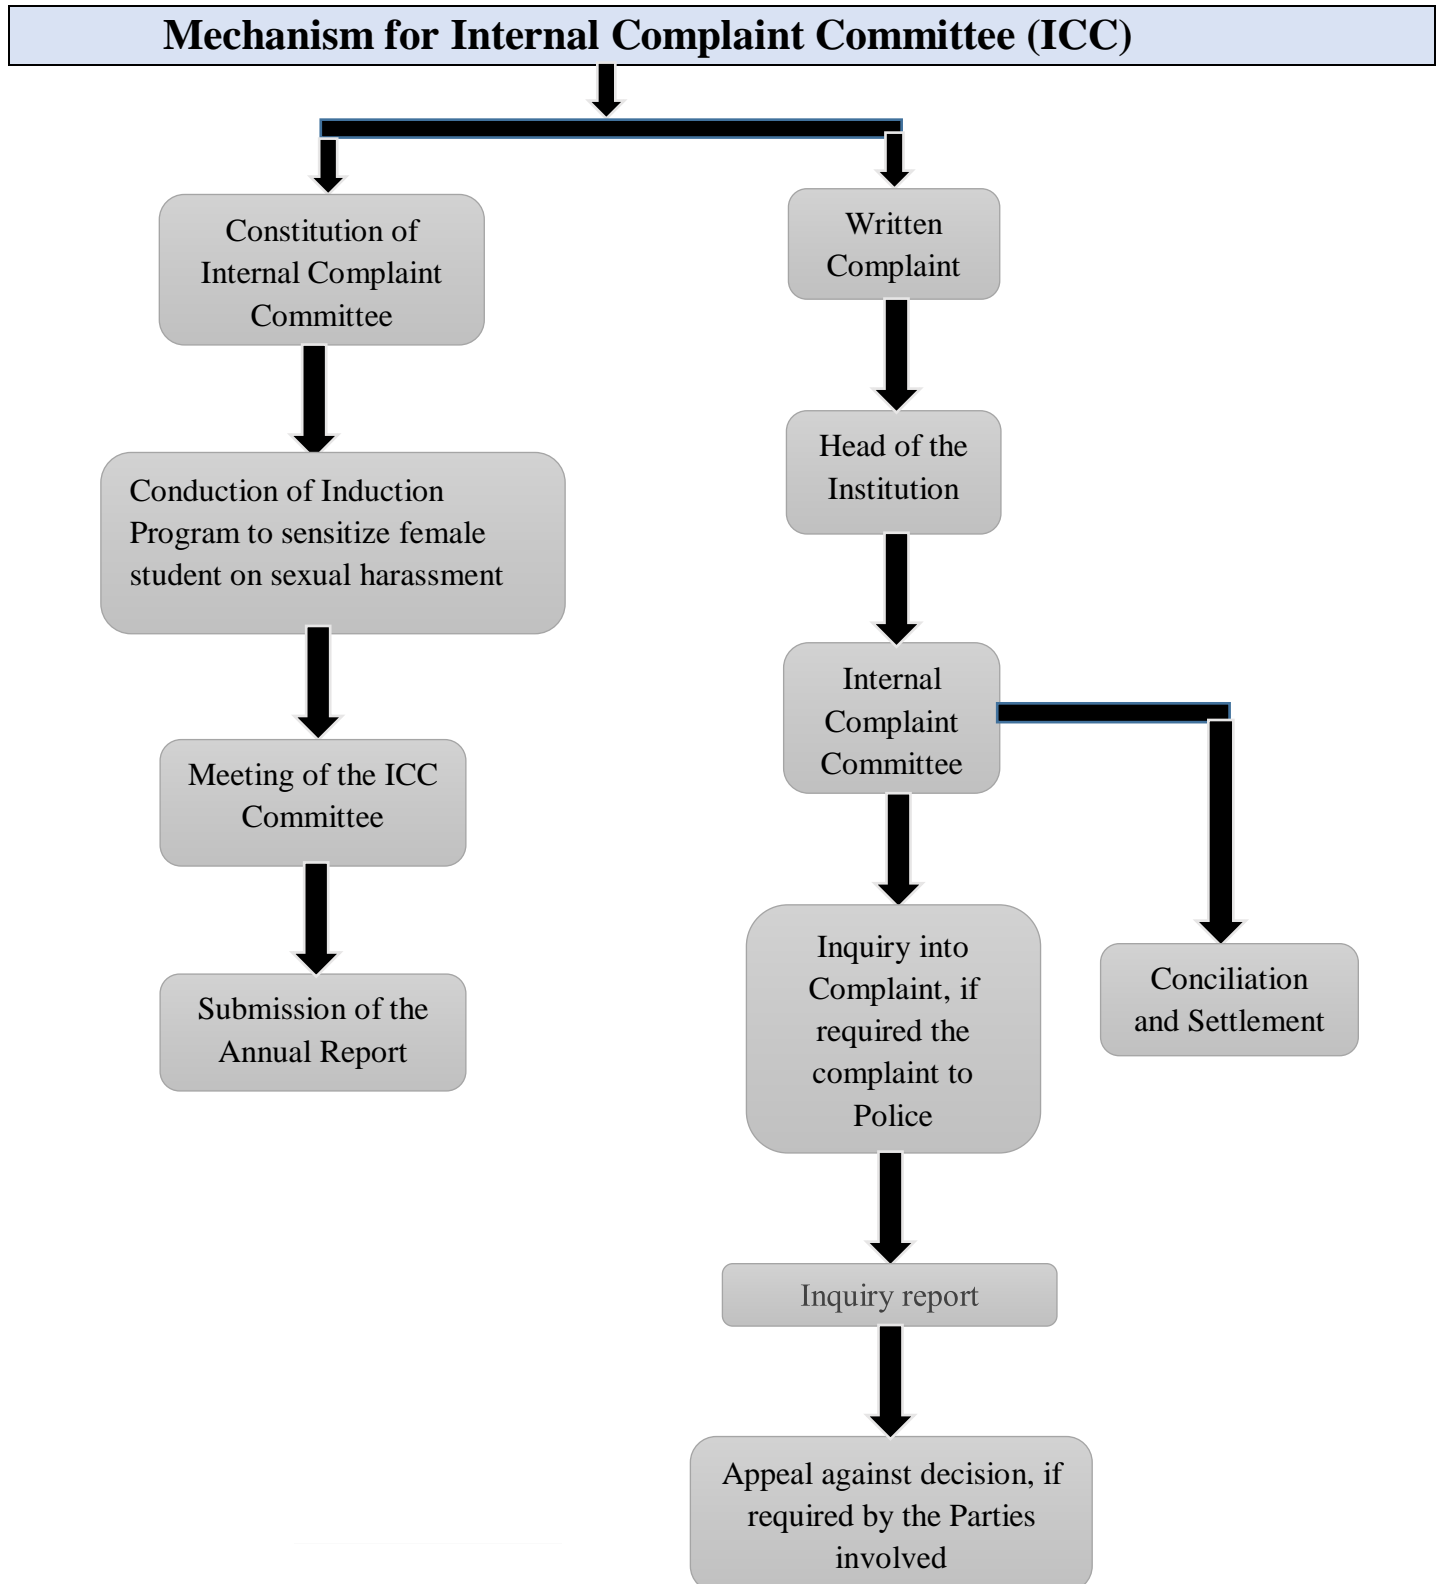 Mechanism for Internal Complaint Committee (ICC)
Constitution of
Internal Complaint
Committee
Conduction of Induction
Program to sensitize female
student on sexual harassment
Meeting of the ICC
Committee
Submission of the
Annual Report
Written
Complaint
Head of the
Institution
Internal
Complaint
Committee
Inquiry into
Complaint, if
required the
complaint to
Police
Conciliation
and Settlement
Inquiry report
Appeal against decision, if
required by the Parties
involved